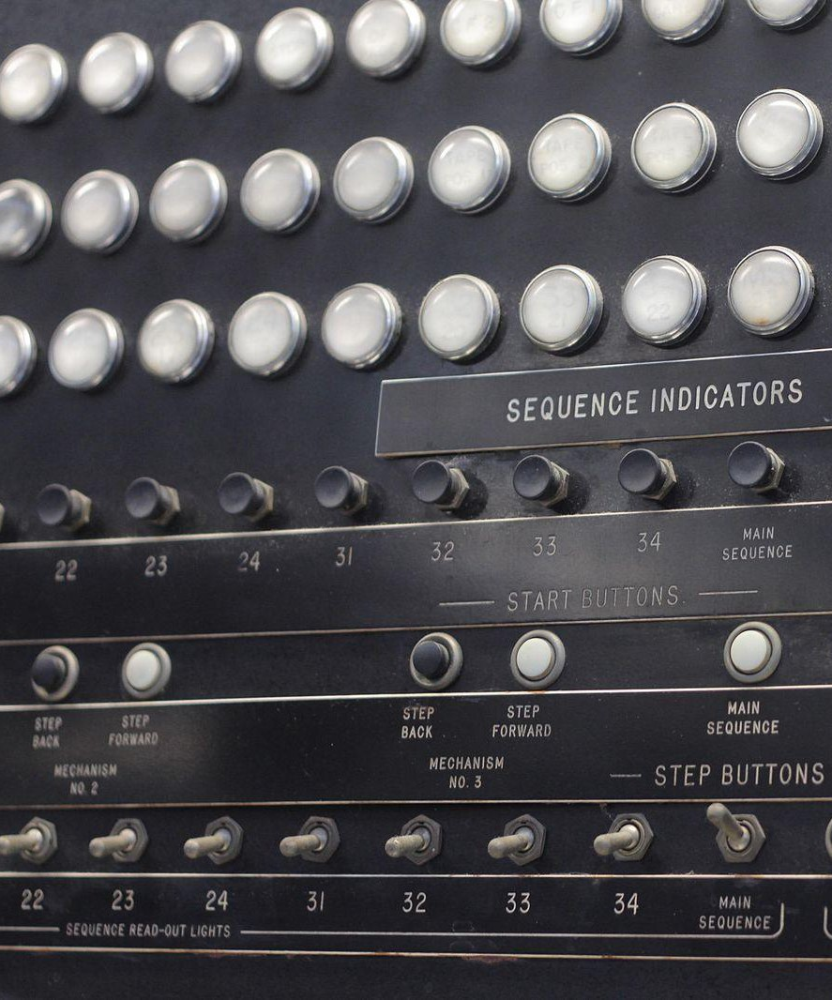 22
SEQUENCE INDICATORS
22 23 24 31 32 33 34 MAIN
SEQUENCE
START BUTTONS.
STEP
BACK
STEP
FORWARD
STEP
BACK
STEP
FORWARD
MAIN
SEQUENCE
MECHANISM
NO. 2
MECHANISM
NO. 3
STEP BUTTONS
22 23 24 31 32 33 34 MAIN
SEQUENCE
SEQUENCE READ-OUT LIGHTS